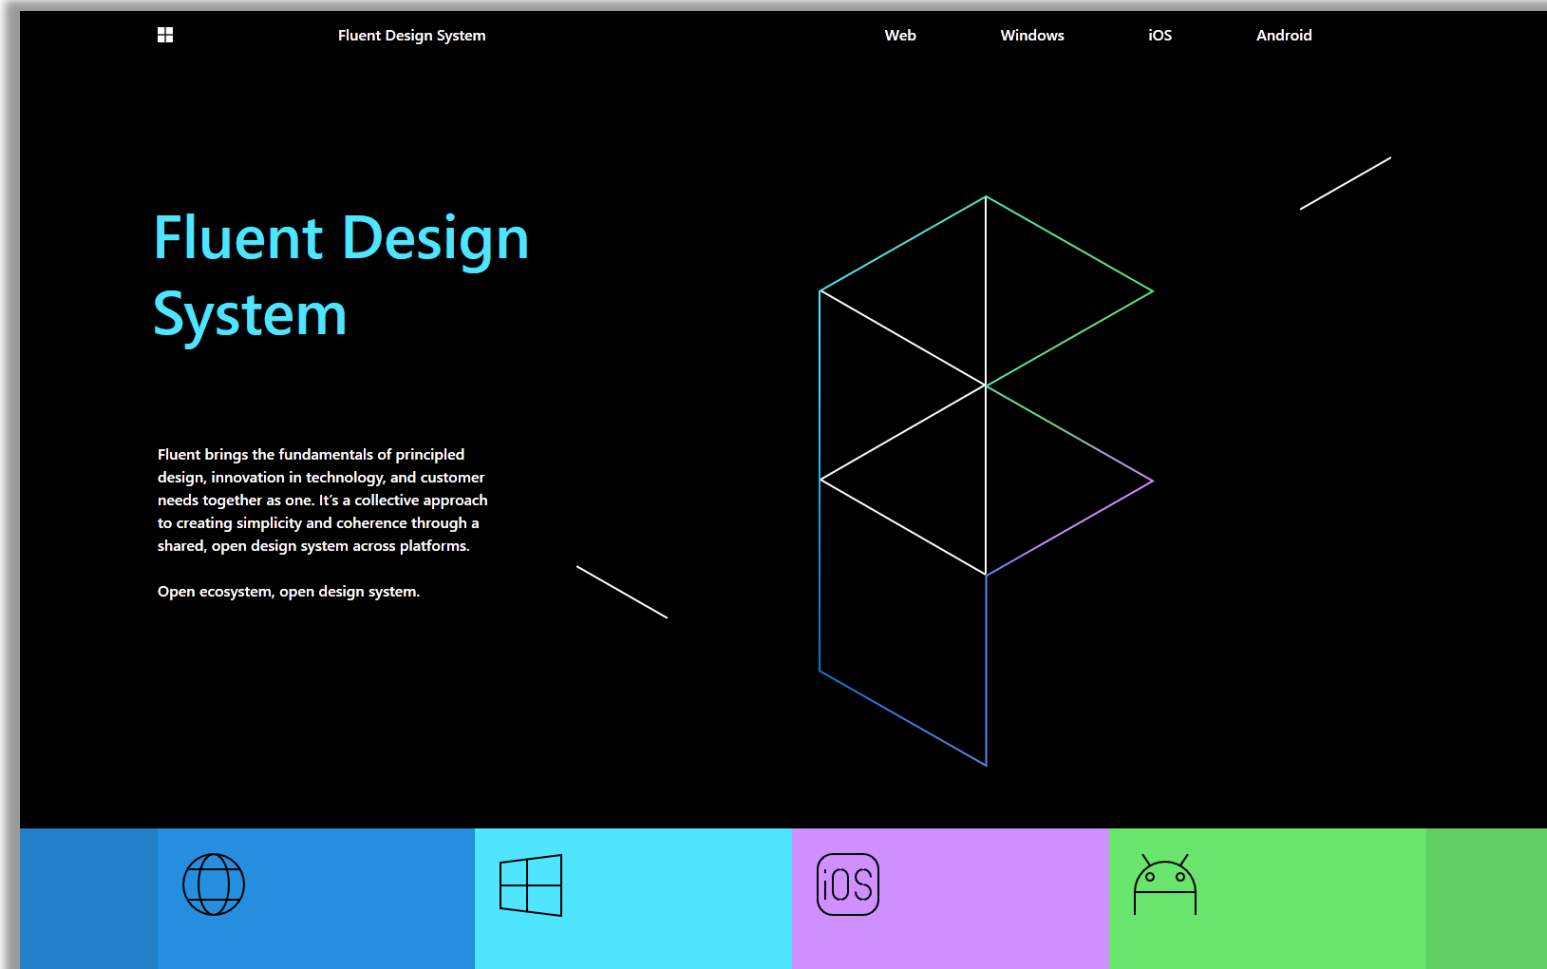 Fluent Design System
Web
Windows
iOS
Android
Fluent Design
System
Fluent brings the fundamentals of principled
design, innovation in technology, and customer
needs together as one. It's a collective approach
to creating simplicity and coherence through a
shared, open design system across platforms.
Open ecosystem, open design system.
iOS